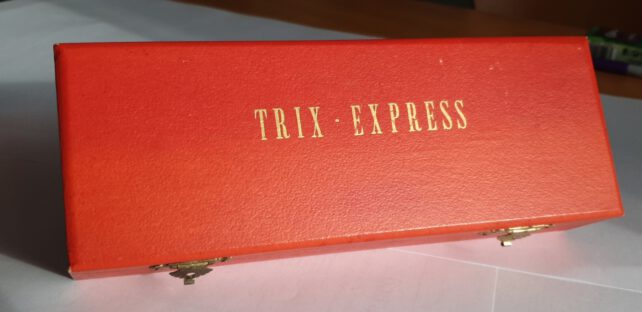 TRIX - EXPRESS